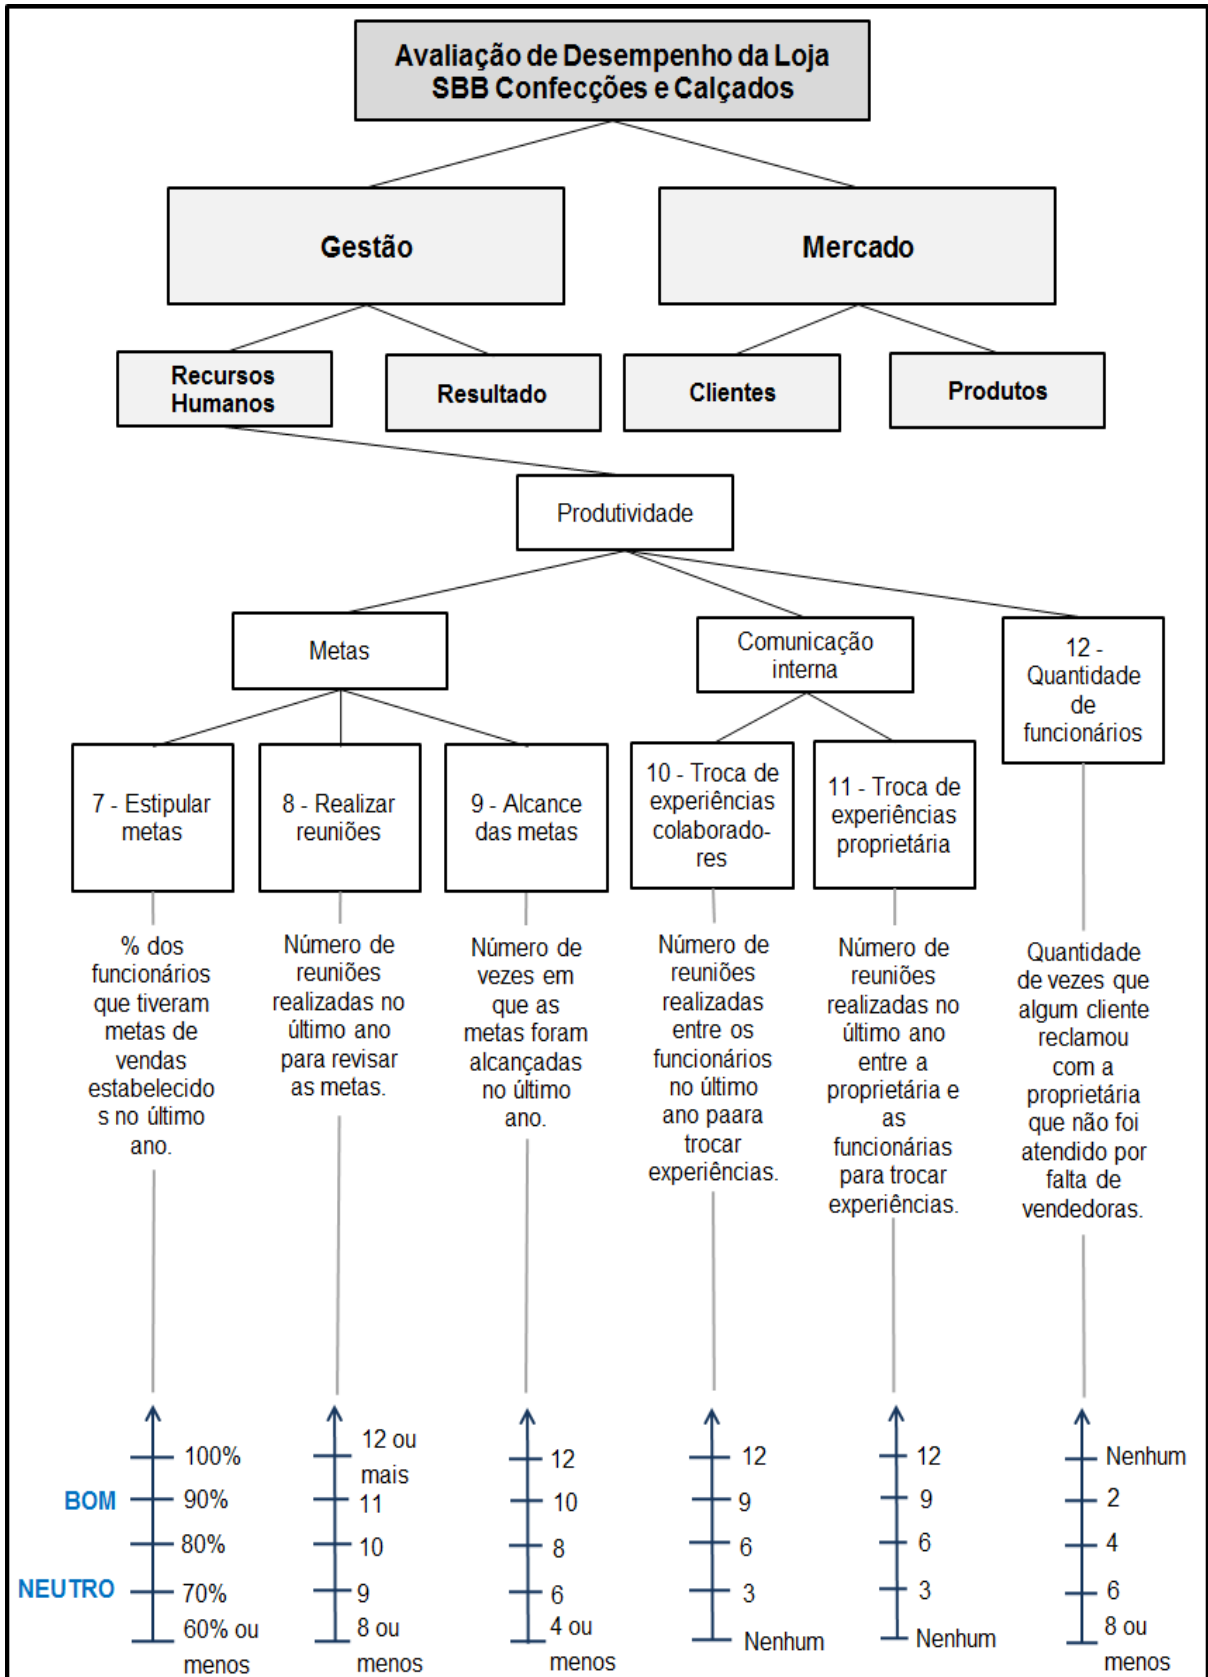 Avaliação de Desempenho da Loja
SBB Confecções e Calçados
Gestão
Mercado
Recursos
Humanos
Resultado
Clientes
Produtos
Produtividade
Metas
Comunicação
interna
12 -
Quantidade
de
funcionários
7 - Estipular
metas
8 - Realizar
reuniões
9 - Alcance
das metas
10 - Troca de
experiências
colaborado-
res
11 - Troca de
experiências
proprietária
% dos
funcionários
que tiveram
metas de
vendas
estabelecido
s no último
ano.
Número de
reuniões
realizadas no
último ano
para revisar
as metas.
Número de
vezes em
que as
metas foram
alcançadas
no último
ano.
Número de
reuniões
realizadas
entre os
funcionários
no último
ano paara
trocar
experiências.
Número de
reuniões
realizadas no
último ano
entre a
proprietária e
as
funcionárias
para trocar
experiências.
Quantidade
de vezes que
algum cliente
reclamou
com a
proprietária
que não foi
atendido por
falta de
vendedoras.
BOM
NEUTRO
100%
90%
80%
70%
60% ou
menos
12 ou
mais
11
10
9
8 ou
menos
12
10
8
6
4 ou
menos
12
9
6
3
Nenhum
12
9
6
3
Nenhum
Nenhum
2
4
6
8 ou
menos